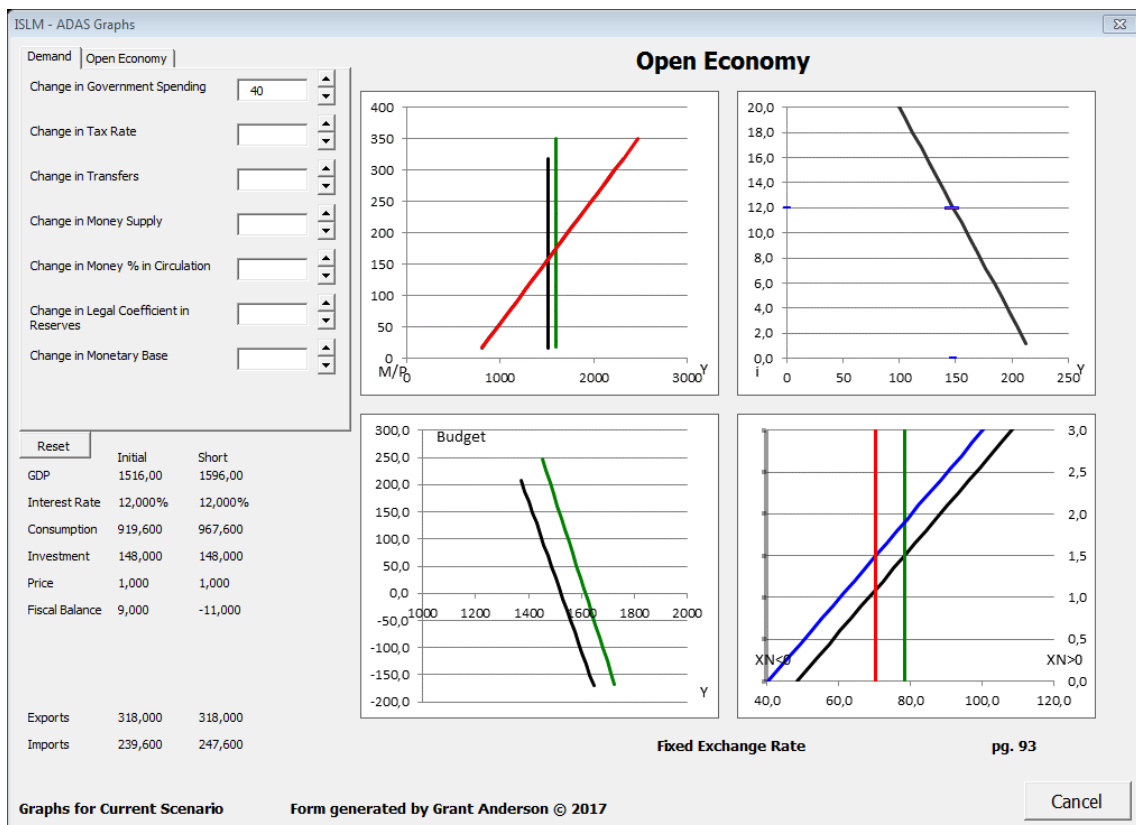 ISLM - ADAS Graphs
Demand
Open Economy
Change in Government Spending
40
Change in Tax Rate
Change in Transfers
Change in Money Supply
Change in Money % in Circulation
Change in Legal Coefficient in
Reserves
Change in Monetary Base
Reset
Initial Short
GDP 1516,00 1596,00
Interest Rate 12,000% 12,000%
Consumption 919,600 967,600
Investment 148,000 148,000
Price 1,000 1,000
Fiscal Balance 9,000 -11,000
Exports 318,000 318,000
Imports 239,600 247,600
Open Economy
400
350
300
250
200
150
100
50
0
M/P
0 1000 2000 3000
Y
20,0
18,0
16,0
14,0
12,0
10,0
8,0
6,0
4,0
2,0
0,0
i
0 50 100 150 200 250
Y
Budget
300,0
250,0
200,0
150,0
100,0
50,0
0,0
1000 1200 1400 1600 1800 2000
-50,0
-100,0
-150,0
-200,0
Y
3,0
2,5
2,0
1,5
1,0
0,5
0,0
XN<0 XN>0
40,0 60,0 80,0 100,0 120,0
Fixed Exchange Rate pg. 93
Graphs for Current Scenario Form generated by Grant Anderson © 2017
Cancel